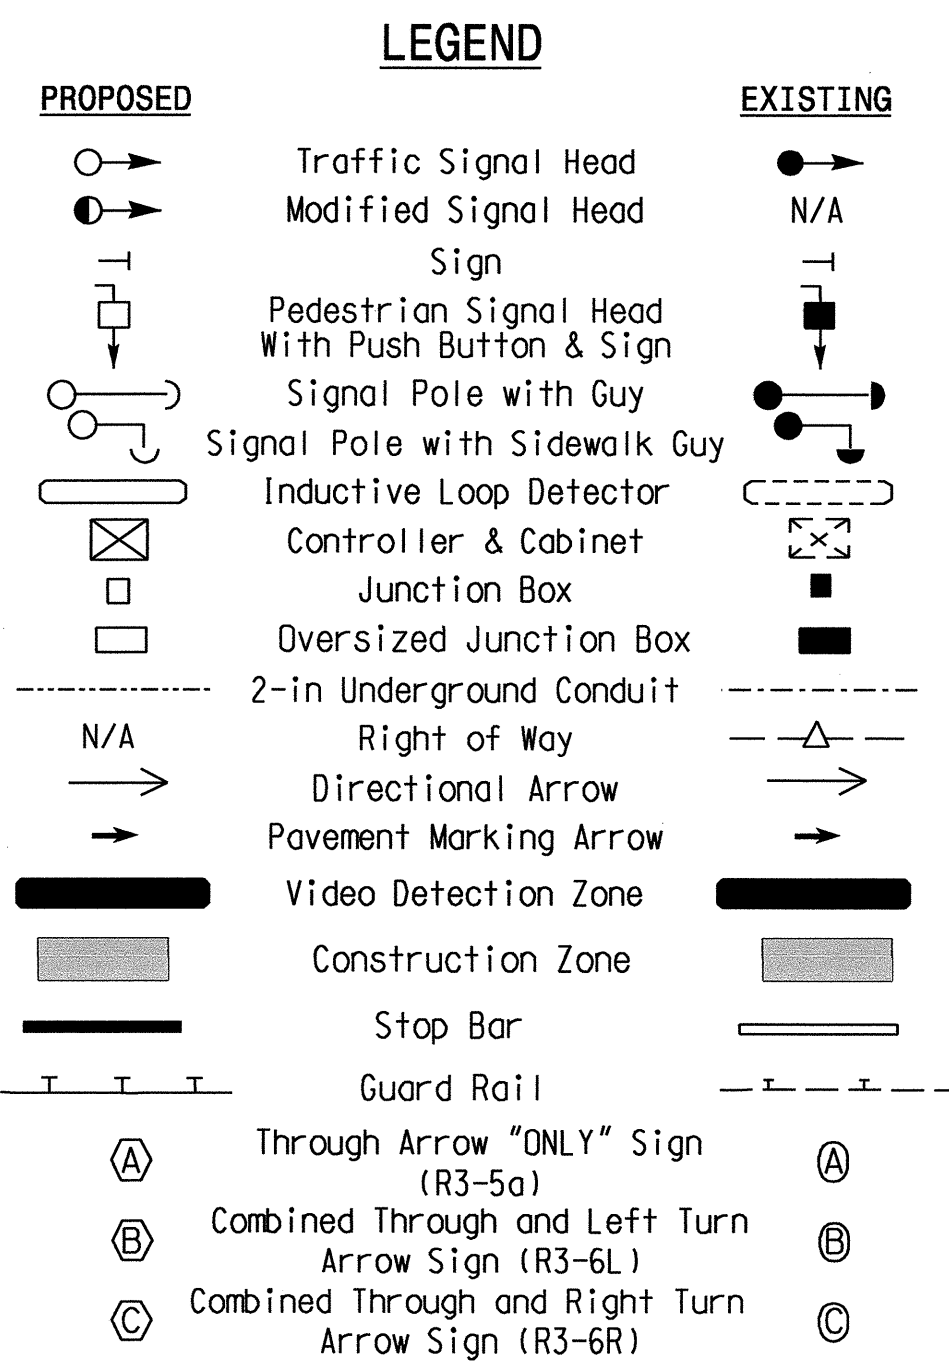 LEGEND
PROPOSED EXISTING
Traffic Signal Head
Modified Signal Head N/A
Sign
Pedestrian Signal Head
With Push Button & Sign
Signal Pole with Guy
Signal Pole with Sidewalk Guy
Inductive Loop Detector
Controller & Cabinet
Junction Box
Oversized Junction Box
2-in Underground Conduit
N/A Right of Way
Directional Arrow
Pavement Marking Arrow
Video Detection Zone
Construction Zone
Stop Bar
Guard Rail
Through Arrow "ONLY" Sign
A (R3-5a) A
Combined Through and Left Turn
B Arrow Sign (R3-6L) B
Combined Through and Right Turn
C Arrow Sign (R3-6R) C